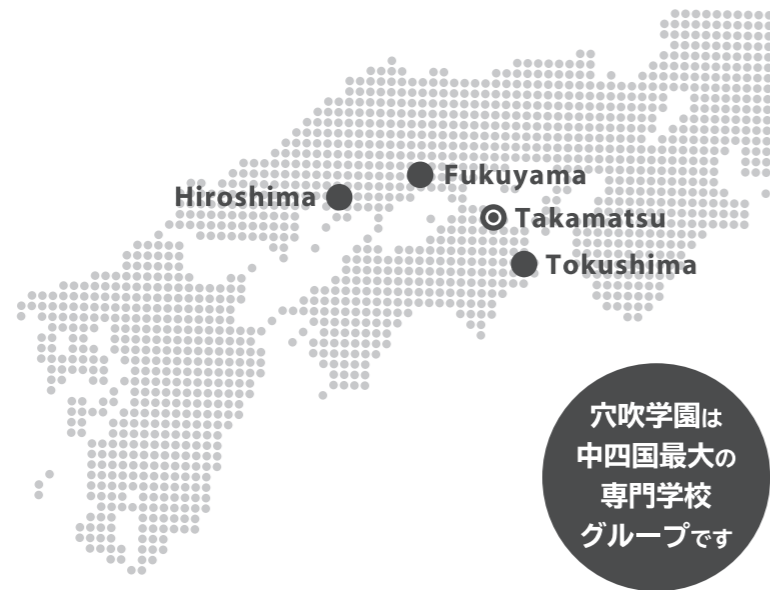 Fukuyama
Hiroshima
Takamatsu
Tokushima
穴吹学園は
中四国最大の
専門学校
グループです